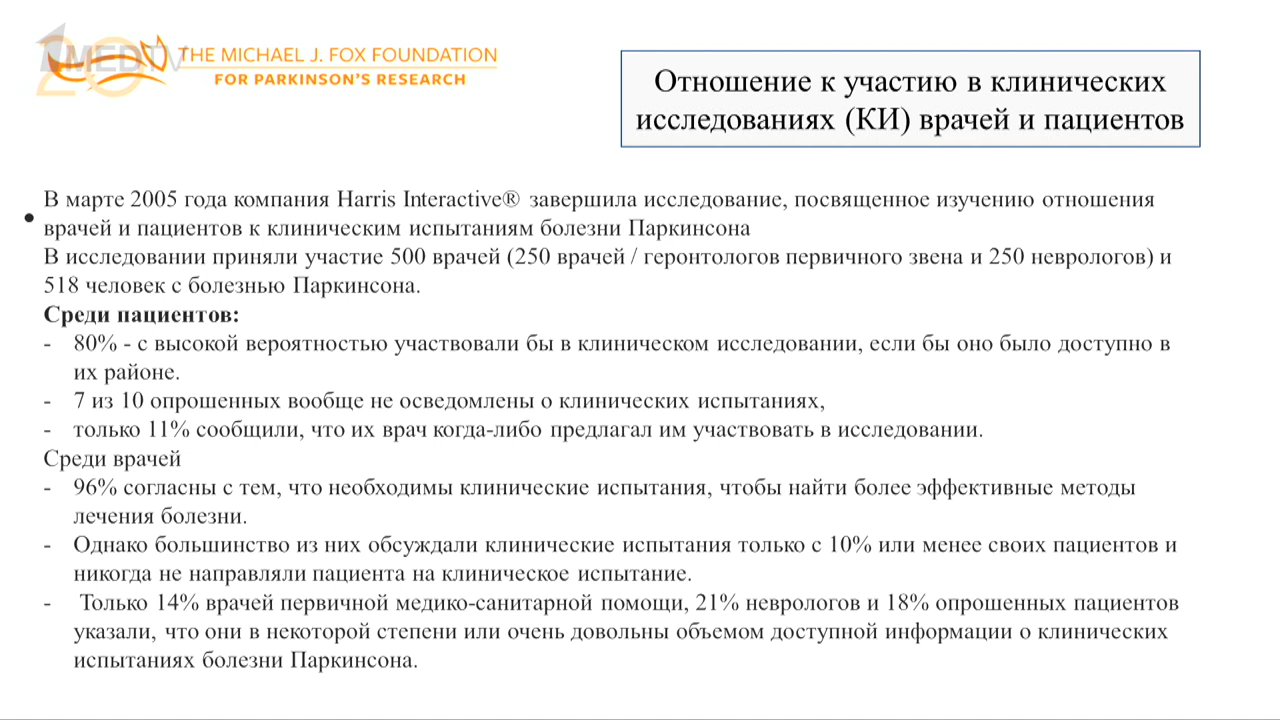 1MEDTV
20
THE MICHAEL J. FOX FOUNDATION
FOR PARKINSON'S RESEARCH
Отношение к участию в клинических
исследованиях (КИ) врачей и пациентов
В марте 2005 года компания Harris Interactive® завершила исследование, посвященное изучению отношения
• врачей и пациентов к клиническим испытаниям болезни Паркинсона
В исследовании приняли участие 500 врачей (250 врачей / геронтологов первичного звена и 250 неврологов) и
518 человек с болезнью Паркинсона.
Среди пациентов:
- 80% - с высокой вероятностью участвовали бы в клиническом исследовании, если бы оно было доступно в
их районе.
- 7 из 10 опрошенных вообще не осведомлены о клинических испытаниях,
- только 11% сообщили, что их врач когда-либо предлагал им участвовать в исследовании.
Среди врачей
- 96% согласны с тем, что необходимы клинические испытания, чтобы найти более эффективные методы
лечения болезни.
- Однако большинство из них обсуждали клинические испытания только с 10% или менее своих пациентов и
никогда не направляли пациента на клиническое испытание.
- Только 14% врачей первичной медико-санитарной помощи, 21% неврологов и 18% опрошенных пациентов
указали, что они в некоторой степени или очень довольны объемом доступной информации о клинических
испытаниях болезни Паркинсона.